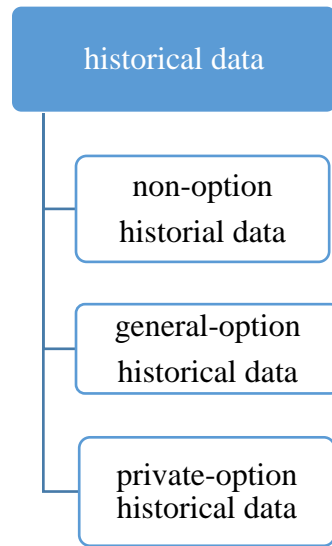 historical data
non-option
historial data
general-option
historical data
private-option
historical data